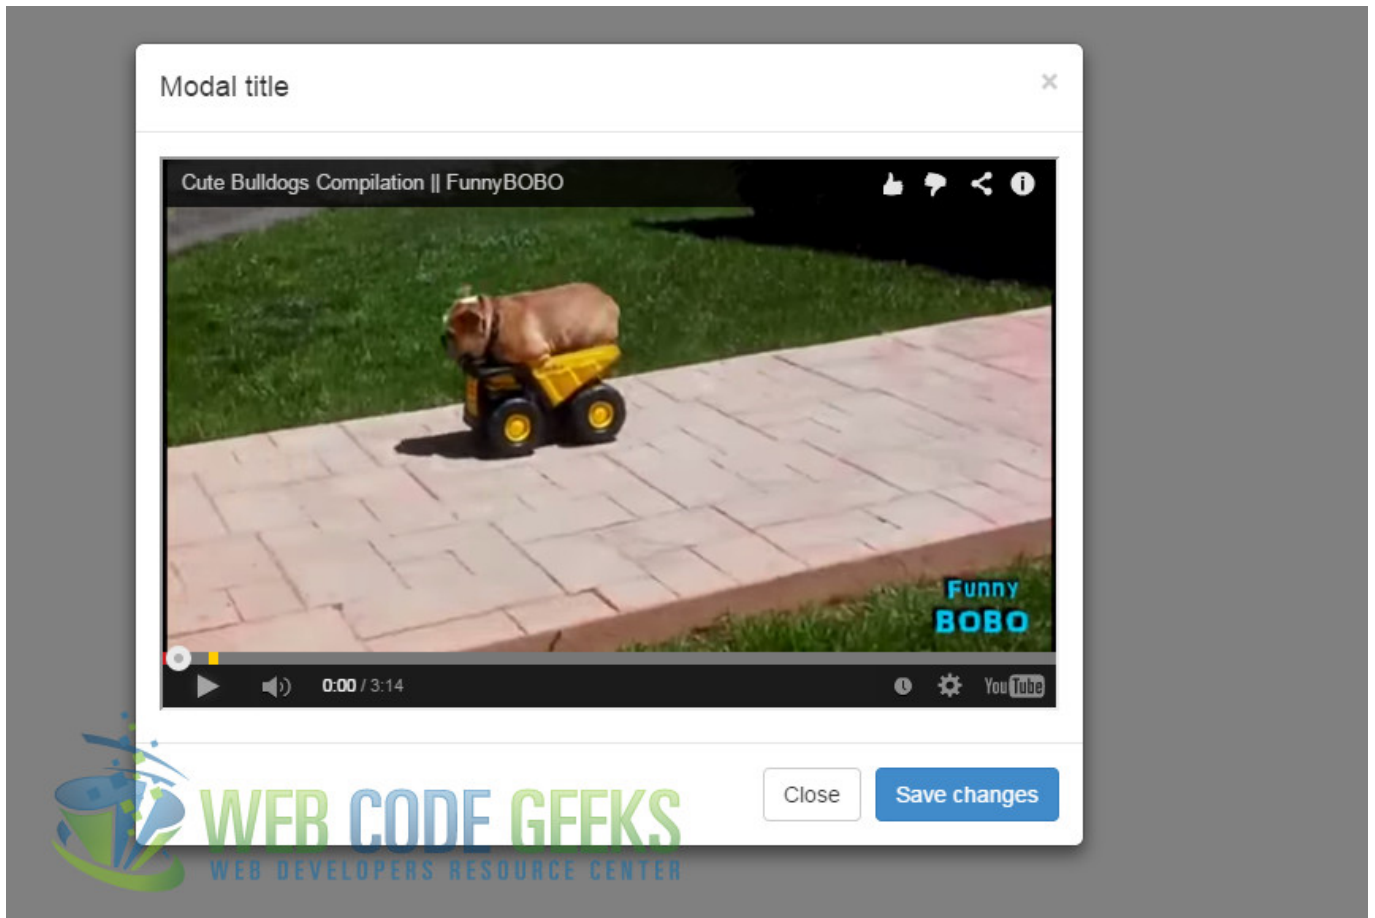 Modal title
×
Cute Bulldogs Compilation || FunnyBOBO
Funny
BOBO
0:00 / 3:14
YouTube
Close
Save changes
WEB CODE GEEKS
WEB DEVELOPERS RESOURCE CENTER